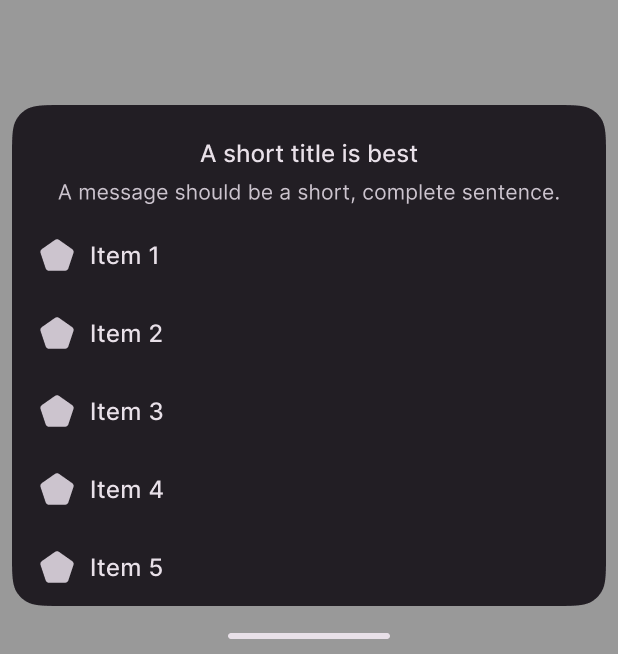 A short title is best
A message should be a short, complete sentence.
Item 1
Item 2
Item 3
Item 4
Item 5